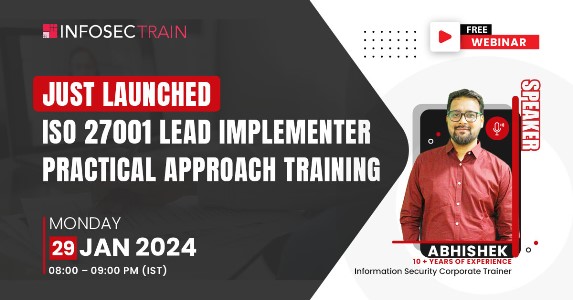 INFOSECTRAIN
FREE
WEBINAR
JUST LAUNCHED
ISO 27001 LEAD IMPLEMENTER
PRACTICAL APPROACH TRAINING
MONDAY
29 JAN 2024
08:00 – 09:00 PM (IST)
SPEAKER
ABHISHEK
10 + YEARS OF EXPERIENCE
Information Security Corporate Trainer